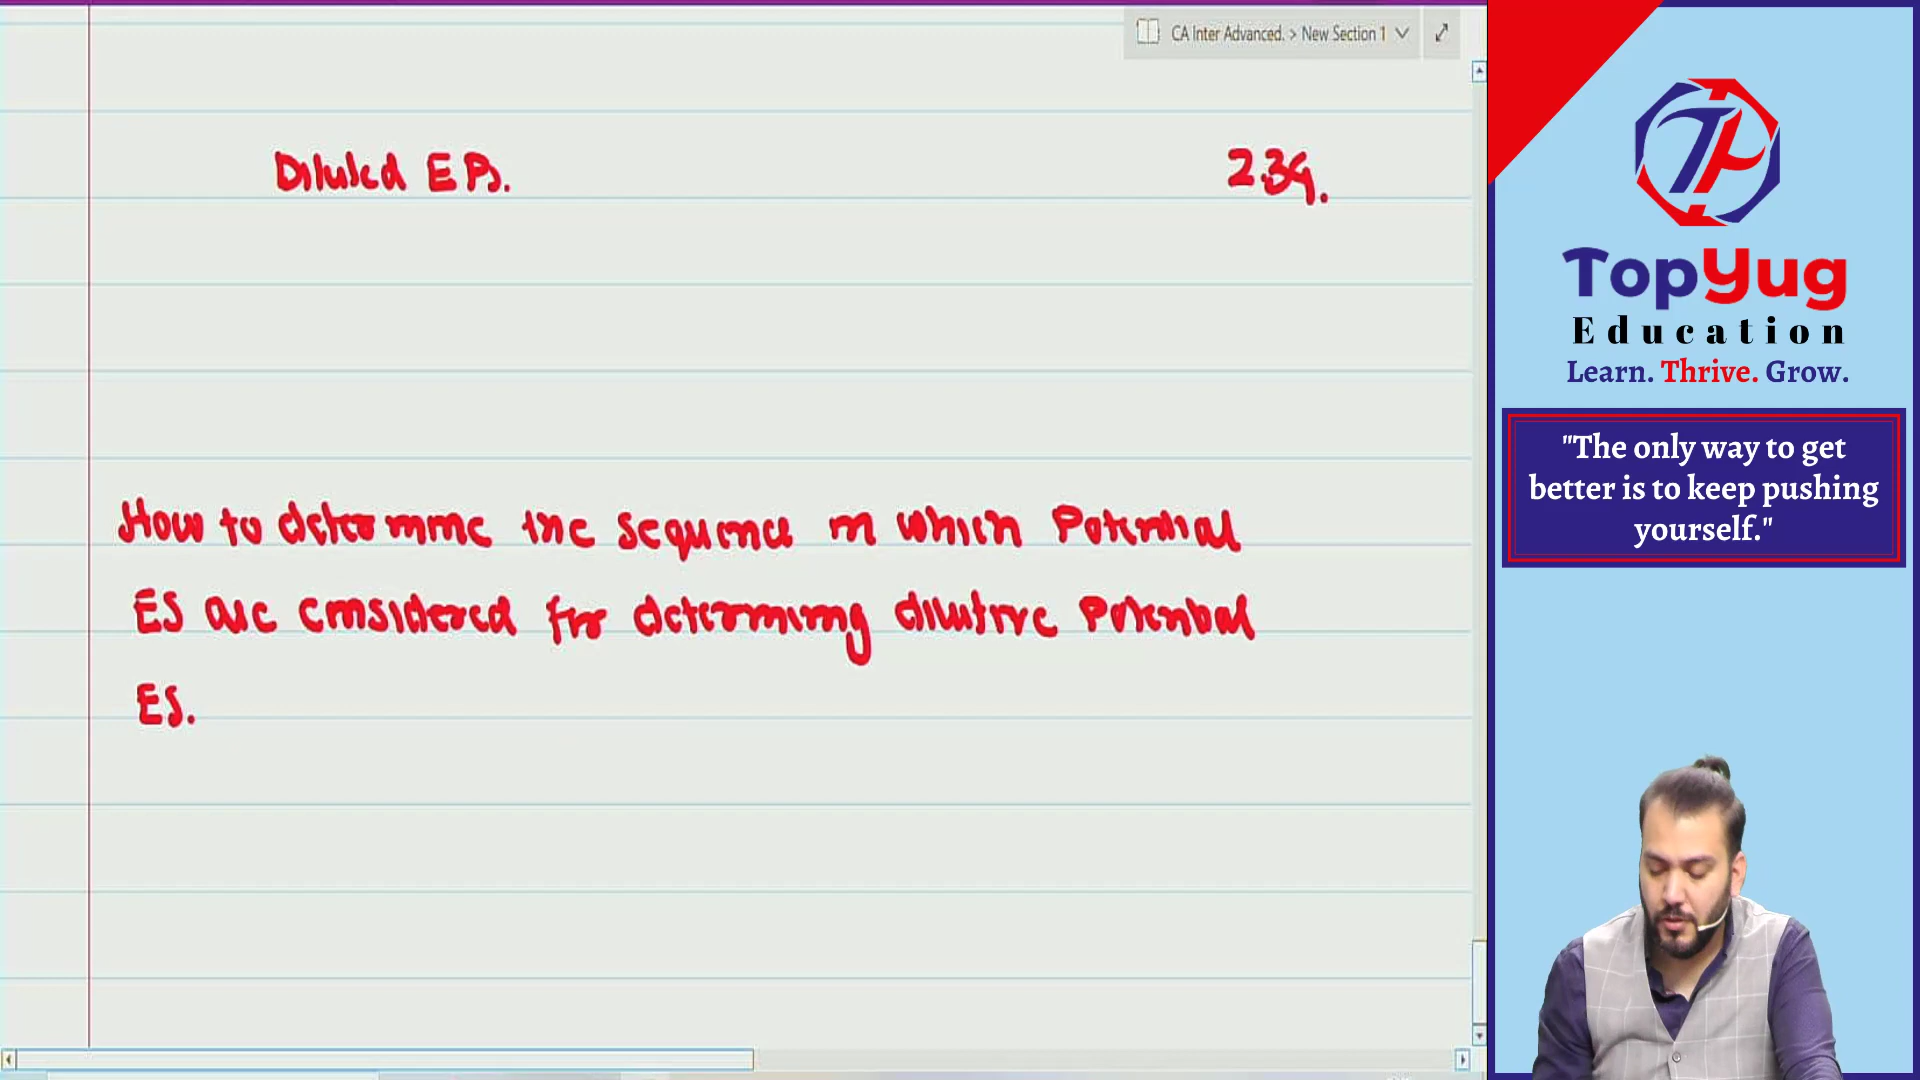 CA Inter Advanced. > New Section 1
Diluted EPS. 2.34.
How to determine the sequence in which Potential
ES are considered for determining dilutive Potential
ES.
TopYug
Education
Learn. Thrive. Grow.
"The only way to get
better is to keep pushing
yourself."